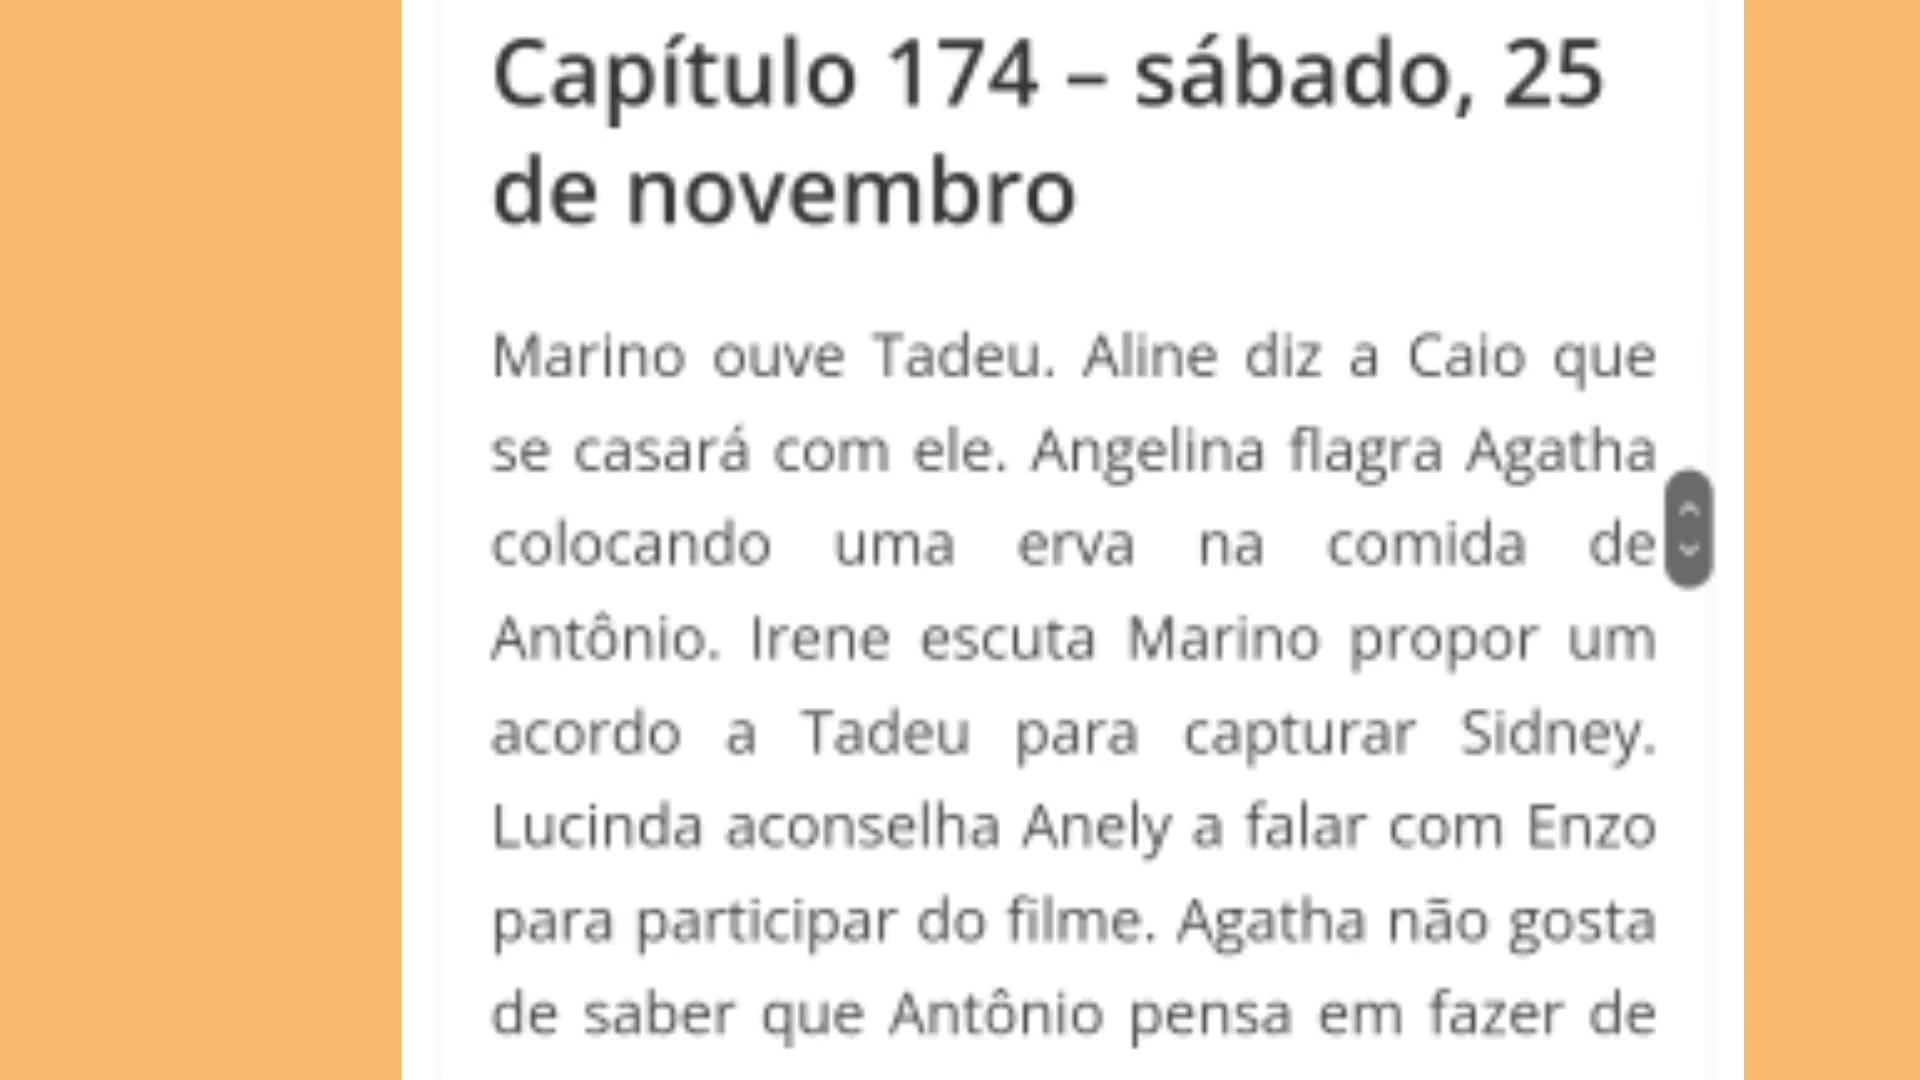 Capítulo 174 – sábado, 25
de novembro
Marino ouve Tadeu. Aline diz a Caio que
se casará com ele. Angelina flagra Agatha
colocando uma erva na comida de
Antônio. Irene escuta Marino propor um
acordo a Tadeu para capturar Sidney.
Lucinda aconselha Anely a falar com Enzo
para participar do filme. Agatha não gosta
de saber que Antônio pensa em fazer de